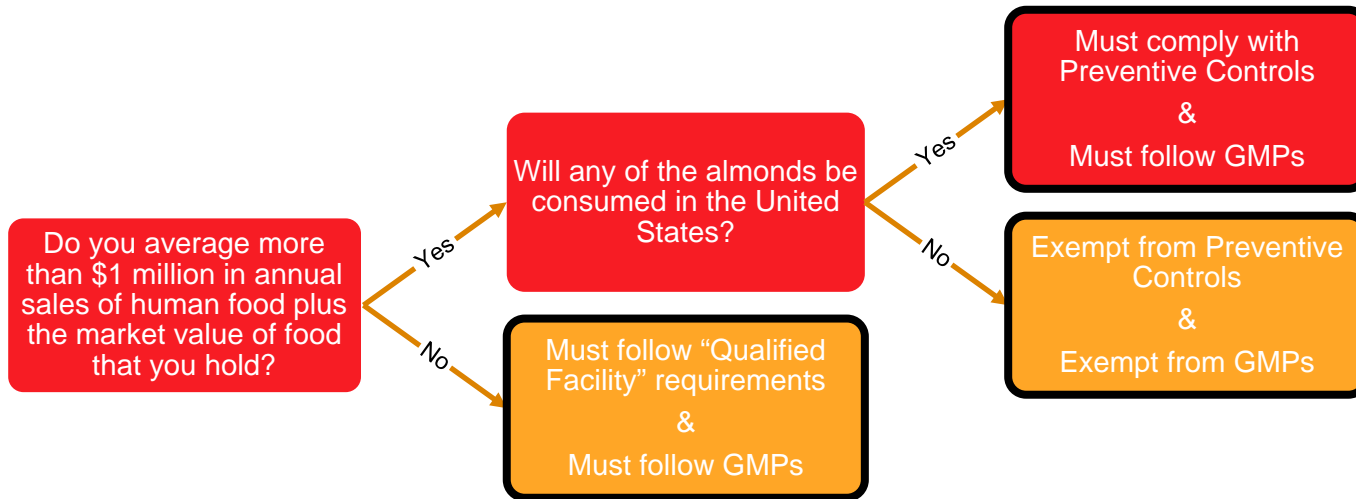 Do you average more
than $1 million in annual
sales of human food plus
the market value of food
that you hold?
Yes
No
Will any of the almonds be
consumed in the United
States?
Must follow “Qualified
Facility” requirements
&
Must follow GMPs
Yes
No
Must comply with
Preventive Controls
&
Must follow GMPs
Exempt from Preventive
Controls
&
Exempt from GMPs